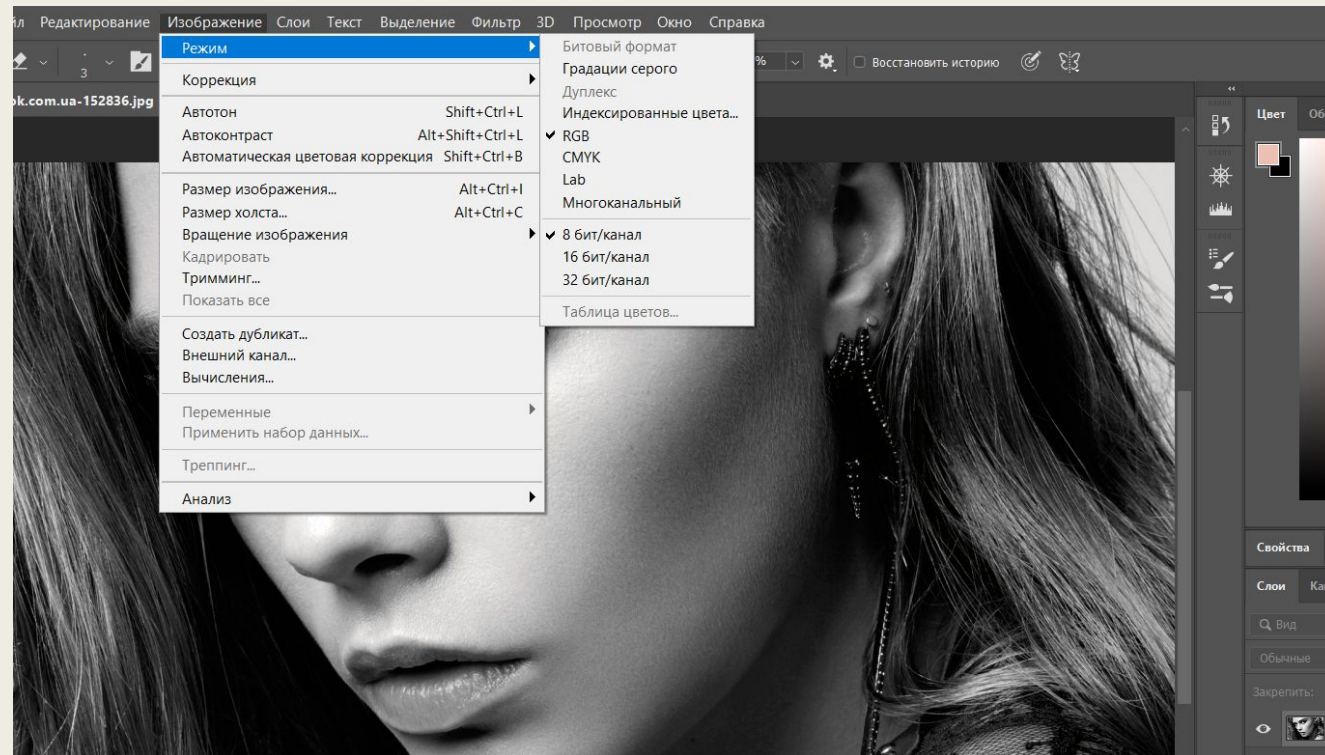 йл Редактирование Изображение Слои Текст Выделение Фильтр 3D Просмотр Окно Справка
3 % Восстановить историю
ok.com.ua-152836.jpg
Режим
Коррекция
Автотон Shift+Ctrl+L
Автоконтраст Alt+Shift+Ctrl+L
Автоматическая цветовая коррекция Shift+Ctrl+B
Размер изображения... Alt+Ctrl+I
Размер холста... Alt+Ctrl+C
Вращение изображения
Кадрировать
Тримминг...
Показать все
Создать дубликат...
Внешний канал...
Вычисления...
Переменные
Применить набор данных...
Треппинг...
Анализ
Битовый формат
Градации серого
Дуплекс
Индексированные цвета...
RGB
CMYK
Lab
Многоканальный
8 бит/канал
16 бит/канал
32 бит/канал
Таблица цветов...
Цвет Об
Свойства
Слои Ка
Вид
Обычные
Закрепить: